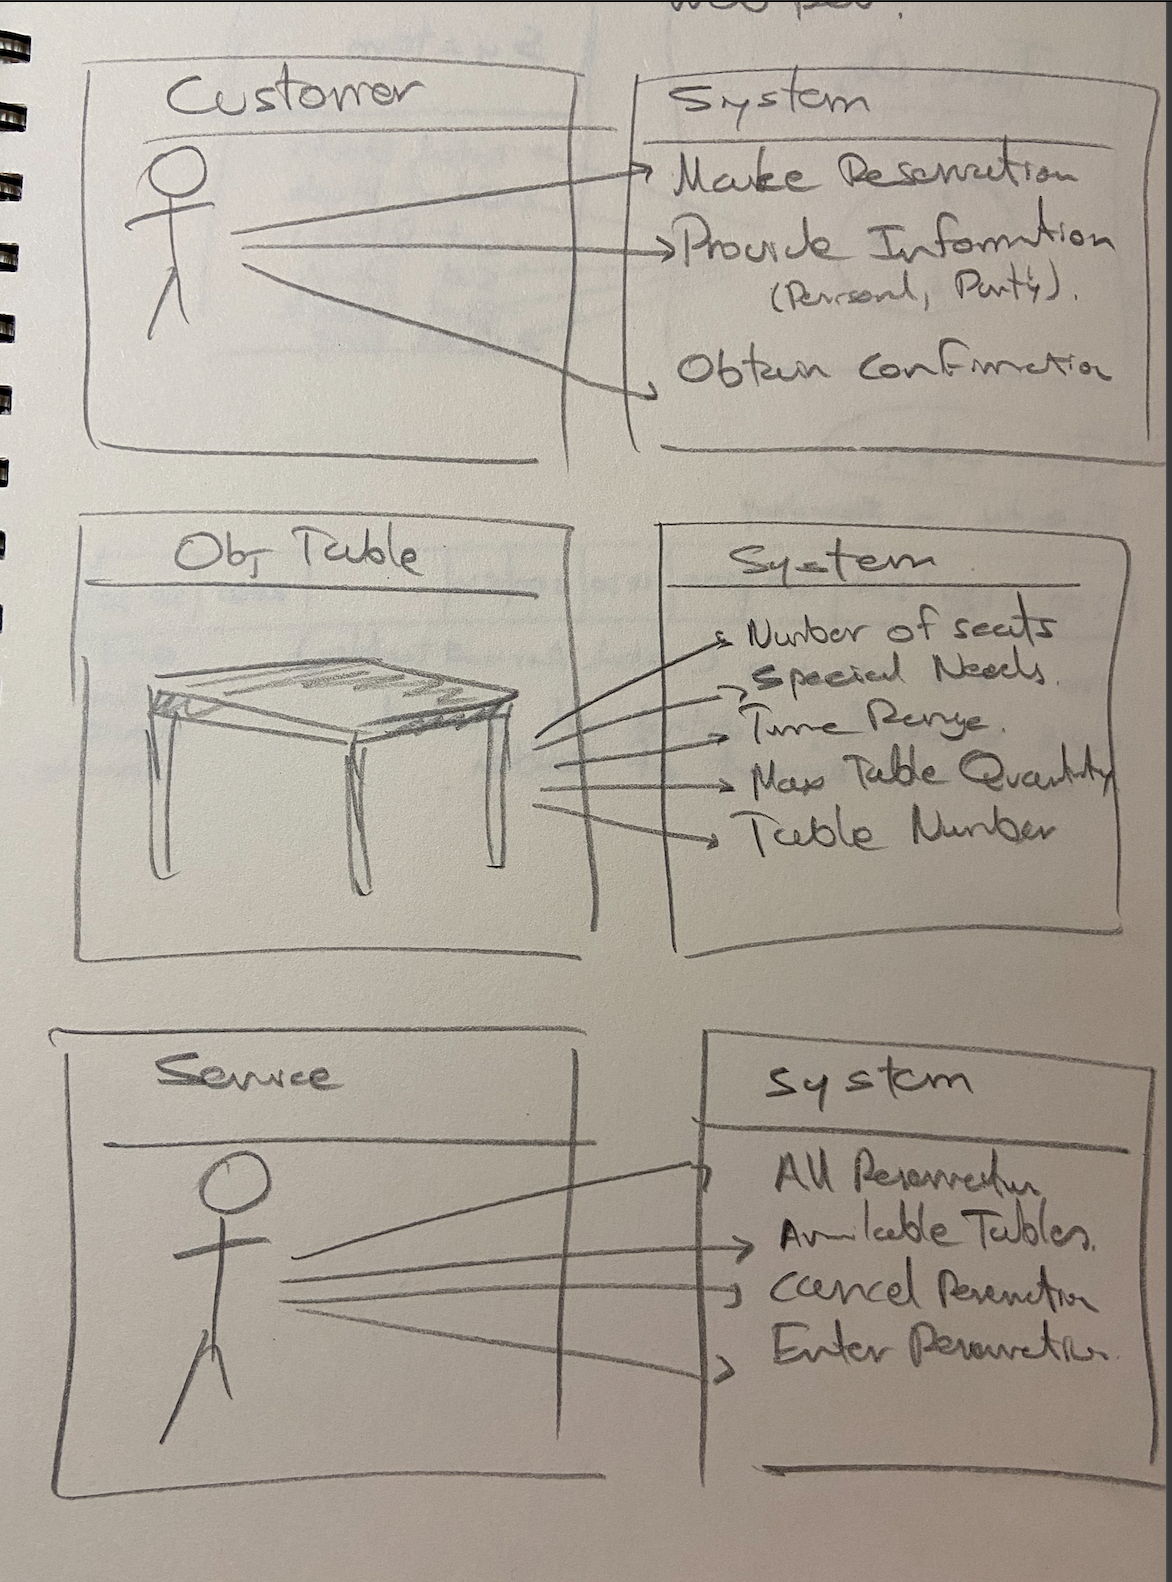 Customer
System
Make Reservation
Provide Information
(Personal, Party).
Obtain Confirmation
Obj Table
System
Number of seats
Special Needs.
Time Range.
Max Table Quantity
Table Number
Service
System
All Reservation
Available Tables.
Cancel Reservation
Enter Reservation.